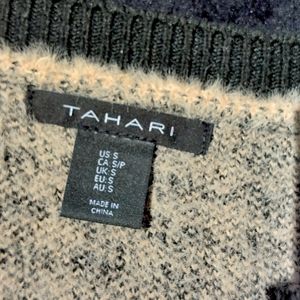 TAHARI
US:S
CA: S/P
UK:S
EU:S
AU:S
MADE IN
CHINA